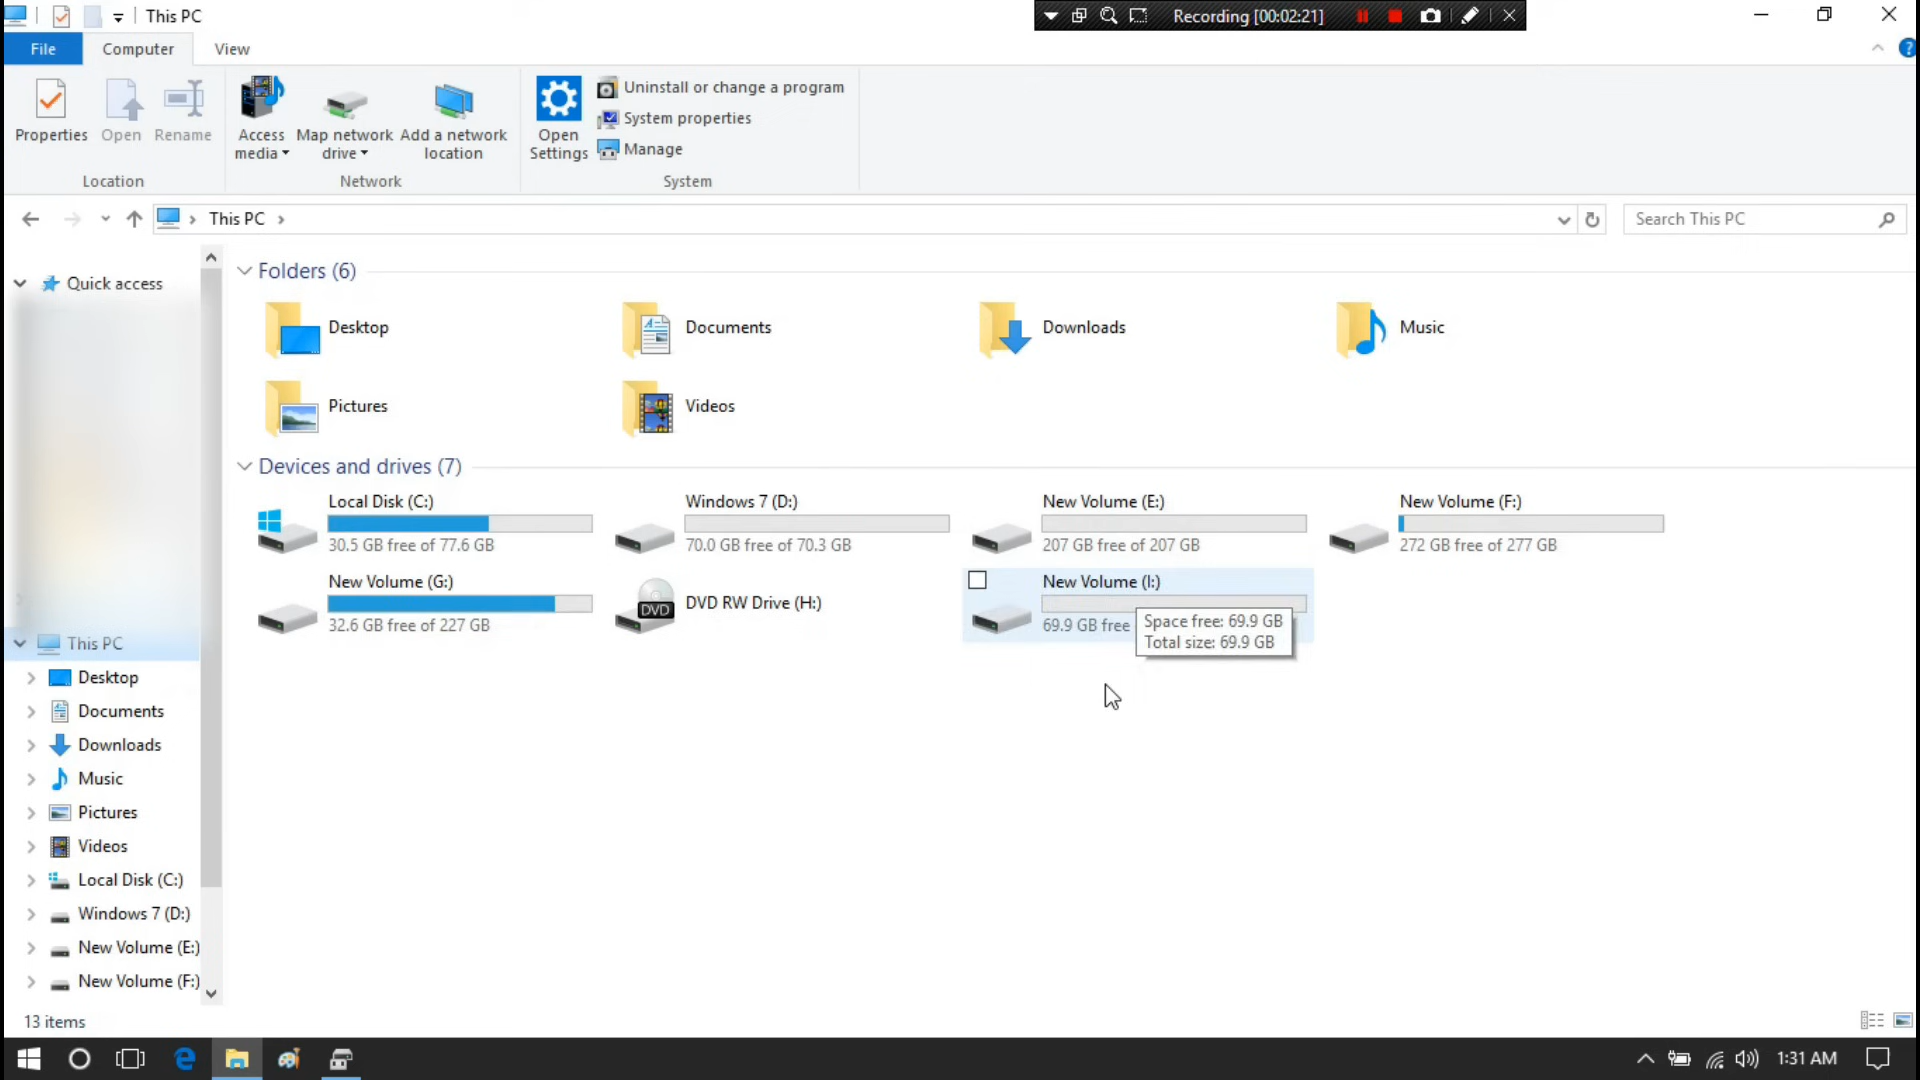 This PC
Recording [00:02:21]
File
Computer
View
Properties
Open
Rename
Access media
Map network drive
Add a network location
Open Settings
Uninstall or change a program
System properties
Manage
Location
Network
System
This PC
Search This PC
Quick access
This PC
Desktop
Documents
Downloads
Music
Pictures
Videos
Local Disk (C:)
Windows 7 (D:)
New Volume (E:)
New Volume (F:)
Folders (6)
Desktop
Documents
Downloads
Music
Pictures
Videos
Devices and drives (7)
Local Disk (C:)
30.5 GB free of 77.6 GB
Windows 7 (D:)
70.0 GB free of 70.3 GB
New Volume (E:)
207 GB free of 207 GB
New Volume (F:)
272 GB free of 277 GB
New Volume (G:)
32.6 GB free of 227 GB
DVD
DVD RW Drive (H:)
New Volume (I:)
69.9 GB free
Space free: 69.9 GB
Total size: 69.9 GB
13 items
1:31 AM